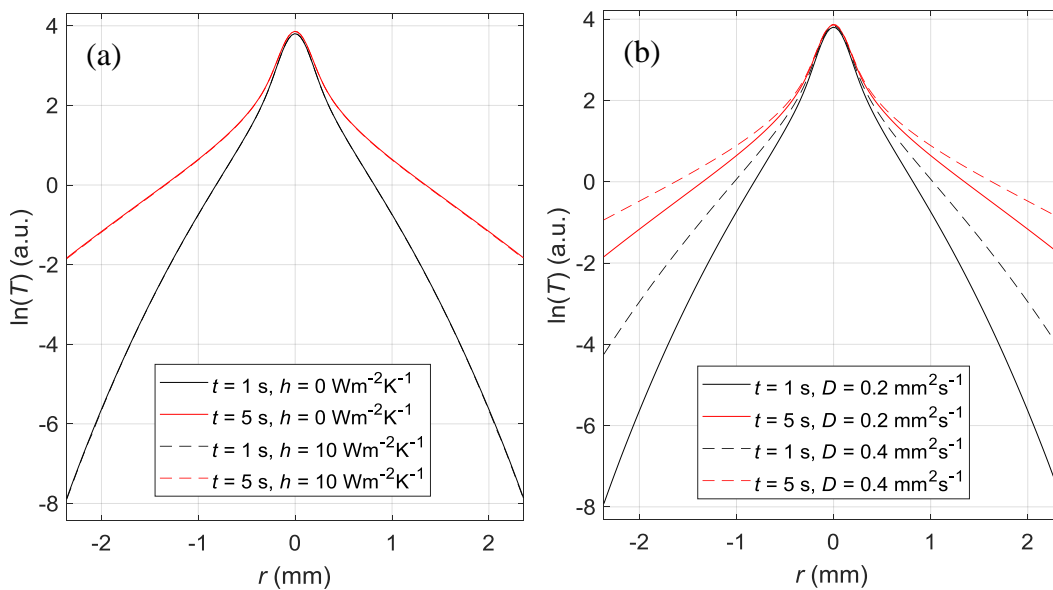 (a)
4
2
0
-2
-4
-6
-8
ln(T) (a.u.)
-2 -1 0 1 2
r (mm)
t = 1 s, h = 0 Wm⁻²K⁻¹
t = 5 s, h = 0 Wm⁻²K⁻¹
t = 1 s, h = 10 Wm⁻²K⁻¹
t = 5 s, h = 10 Wm⁻²K⁻¹
(b)
4
2
0
-2
-4
-6
-8
ln(T) (a.u.)
-2 -1 0 1 2
r (mm)
t = 1 s, D = 0.2 mm²s⁻¹
t = 5 s, D = 0.2 mm²s⁻¹
t = 1 s, D = 0.4 mm²s⁻¹
t = 5 s, D = 0.4 mm²s⁻¹